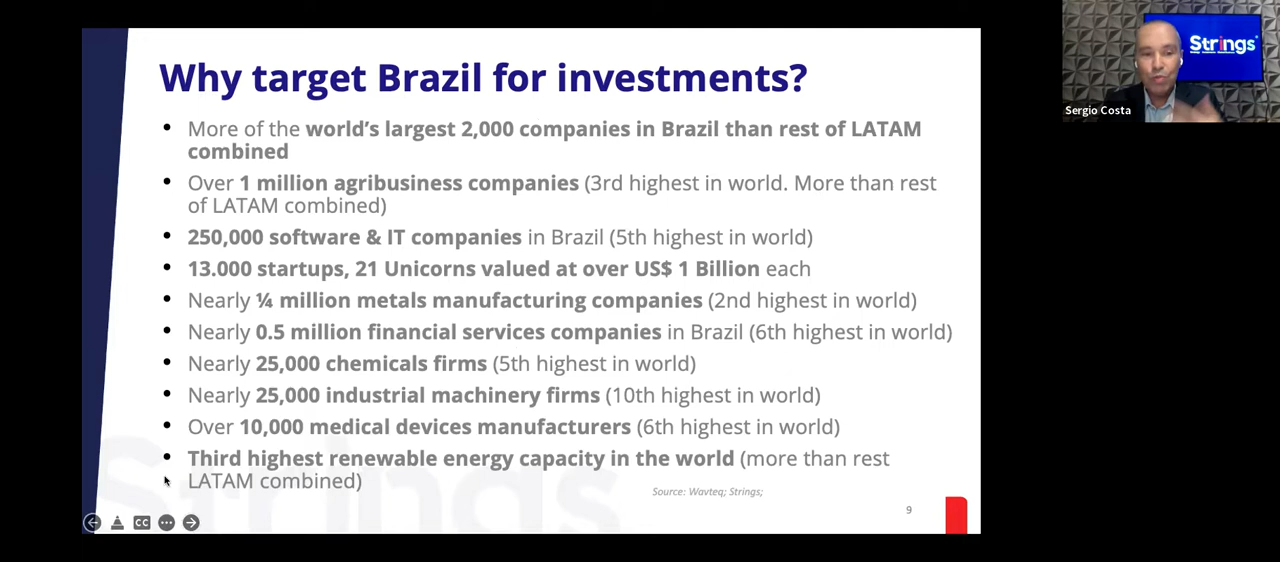 Why target Brazil for investments?
More of the world's largest 2,000 companies in Brazil than rest of LATAM
combined
Over 1 million agribusiness companies (3rd highest in world. More than rest
of LATAM combined)
250,000 software & IT companies in Brazil (5th highest in world)
13.000 startups, 21 Unicorns valued at over US$ 1 Billion each
Nearly ¼ million metals manufacturing companies (2nd highest in world)
Nearly 0.5 million financial services companies in Brazil (6th highest in world)
Nearly 25,000 chemicals firms (5th highest in world)
Nearly 25,000 industrial machinery firms (10th highest in world)
Over 10,000 medical devices manufacturers (6th highest in world)
Third highest renewable energy capacity in the world (more than rest
LATAM combined)
Source: Wavteq; Strings;
9
Strings
CC
Strings
Sergio Costa